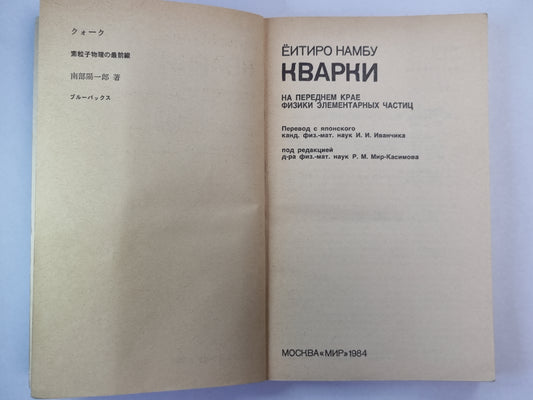 クォーク
素粒子物理の最前線
南部陽一郎 著
ブルーバックス
ЁИТИРО НАМБУ
КВАРКИ
НА ПЕРЕДНЕМ КРАЕ
ФИЗИКИ ЭЛЕМЕНТАРНЫХ ЧАСТИЦ
Перевод с японского
канд. физ.-мат. наук И. И. Иванчика
под редакцией
д-ра физ.-мат. наук Р. М. Мир-Касимова
МОСКВА «МИР» 1984